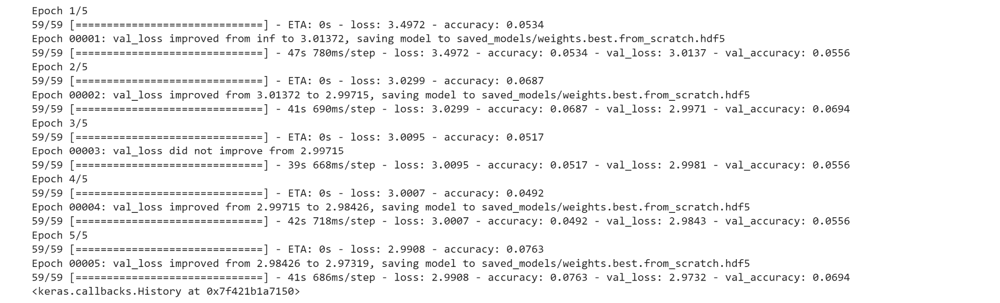 Epoch 1/5
59/59 [==============================] - ETA: 0s - loss: 3.4972 - accuracy: 0.0534
Epoch 00001: val_loss improved from inf to 3.01372, saving model to saved_models/weights.best.from_scratch.hdf5
59/59 [==============================] - 47s 780ms/step - loss: 3.4972 - accuracy: 0.0534 - val_loss: 3.0137 - val_accuracy: 0.0556
Epoch 2/5
59/59 [==============================] - ETA: 0s - loss: 3.0299 - accuracy: 0.0687
Epoch 00002: val_loss improved from 3.01372 to 2.99715, saving model to saved_models/weights.best.from_scratch.hdf5
59/59 [==============================] - 41s 690ms/step - loss: 3.0299 - accuracy: 0.0687 - val_loss: 2.9971 - val_accuracy: 0.0694
Epoch 3/5
59/59 [==============================] - ETA: 0s - loss: 3.0095 - accuracy: 0.0517
Epoch 00003: val_loss did not improve from 2.99715
59/59 [==============================] - 39s 668ms/step - loss: 3.0095 - accuracy: 0.0517 - val_loss: 2.9981 - val_accuracy: 0.0556
Epoch 4/5
59/59 [==============================] - ETA: 0s - loss: 3.0007 - accuracy: 0.0492
Epoch 00004: val_loss improved from 2.99715 to 2.98426, saving model to saved_models/weights.best.from_scratch.hdf5
59/59 [==============================] - 42s 718ms/step - loss: 3.0007 - accuracy: 0.0492 - val_loss: 2.9843 - val_accuracy: 0.0556
Epoch 5/5
59/59 [==============================] - ETA: 0s - loss: 2.9908 - accuracy: 0.0763
Epoch 00005: val_loss improved from 2.98426 to 2.97319, saving model to saved_models/weights.best.from_scratch.hdf5
59/59 [==============================] - 41s 686ms/step - loss: 2.9908 - accuracy: 0.0763 - val_loss: 2.9732 - val_accuracy: 0.0694
<keras.callbacks.History at 0x7f421b1a7150>